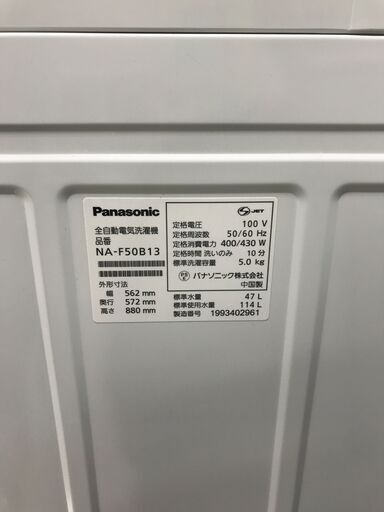 Panasonic
全自動電気洗濯機
品番
NA-F50B13
外形寸法
幅 562 mm
奥行 572 mm
高さ 880 mm
S JET
定格電圧 100 V
定格周波数 50/60 Hz
定格消費電力 400/430 W
定格時間 洗いのみ 10 分
標準洗濯容量 5.0 kg
パナソニック株式会社
中国製
標準水量 47 L
標準使用水量 114 L
製造番号 1993402961